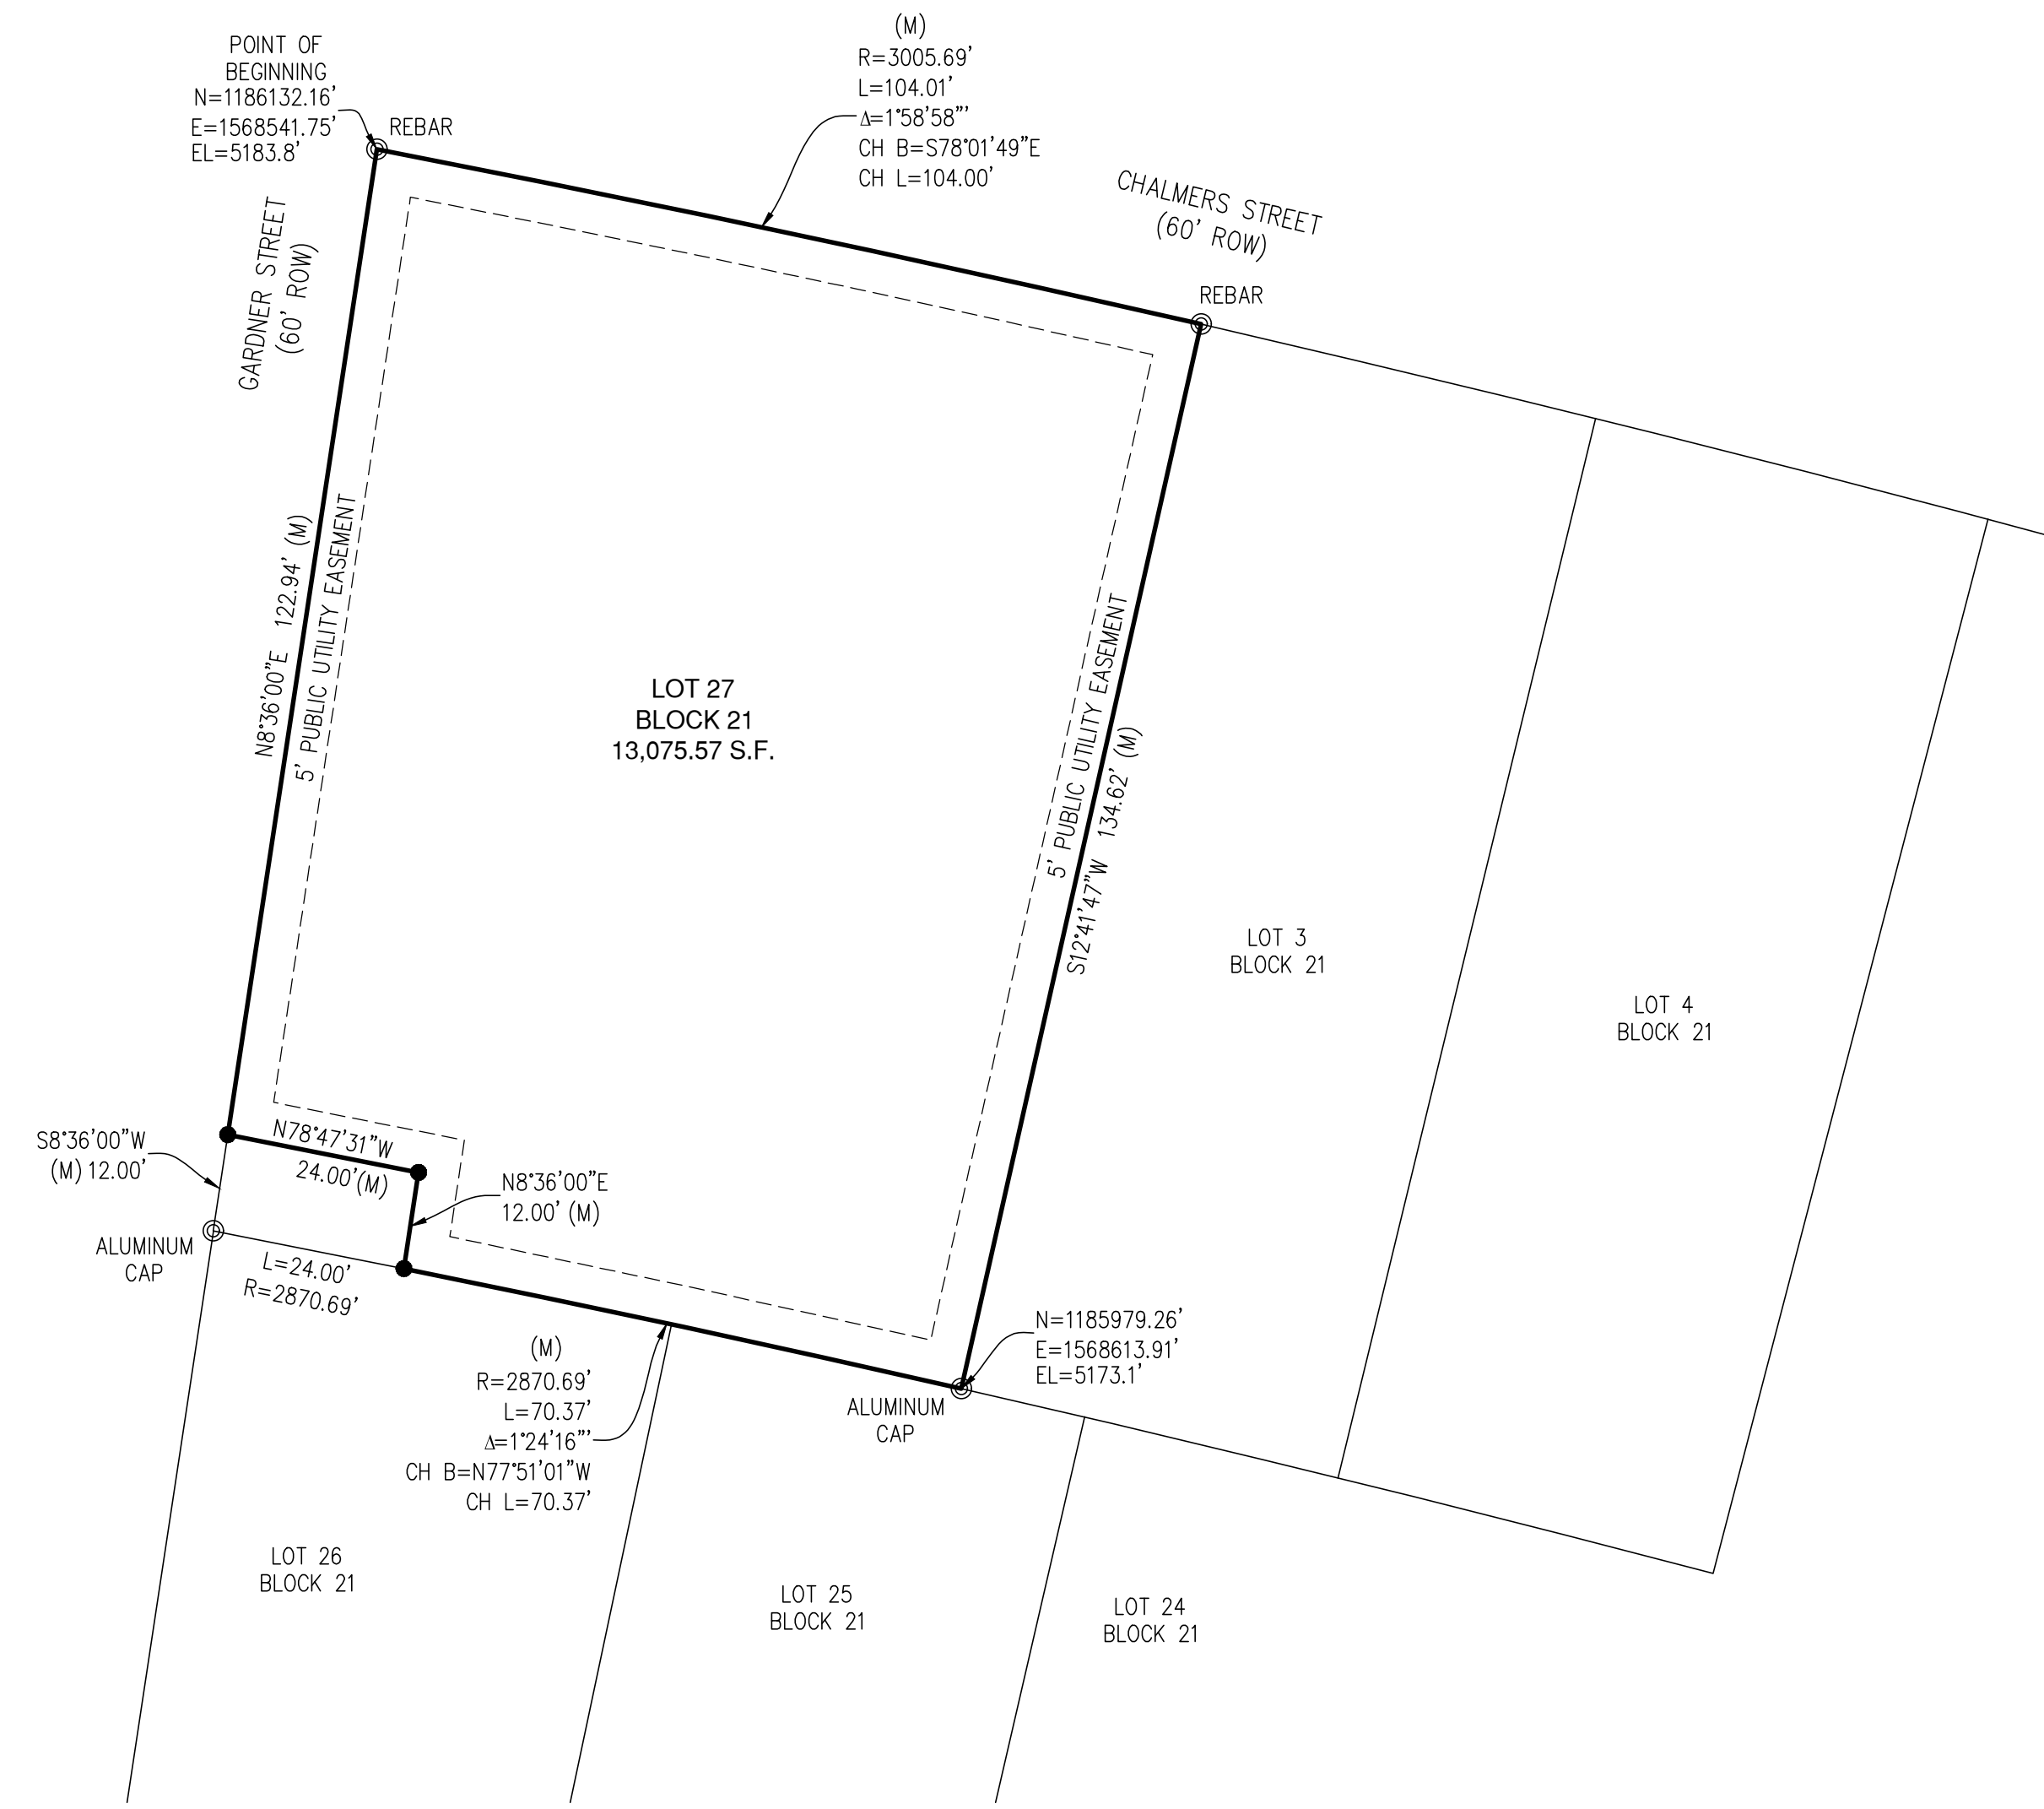 (M)
R=3005.69'
L=104.01'
Δ=1°58'58"'
CH B=S78°01'49"E
CH L=104.00'
POINT OF
BEGINNING
N=1186132.16'
E=1568541.75'
EL=5183.8'
REBAR
CHALMERS STREET
(60' ROW)
GARDNER STREET
(60' ROW)
REBAR
N8°36'00"E 122.94' (M)
5' PUBLIC UTILITY EASEMENT
LOT 27
BLOCK 21
13,075.57 S.F.
5' PUBLIC UTILITY EASEMENT
S12°41'47"W 134.62' (M)
LOT 3
BLOCK 21
LOT 4
BLOCK 21
S8°36'00"W
(M) 12.00'
N78°47'31"W
24.00'(M)
N8°36'00"E
12.00' (M)
ALUMINUM
CAP
L=24.00'
R=2870.69'
N=1185979.26'
E=1568613.91'
EL=5173.1'
(M)
R=2870.69'
L=70.37'
Δ=1°24'16"'
CH B=N77°51'01"W
CH L=70.37'
ALUMINUM
CAP
LOT 26
BLOCK 21
LOT 25
BLOCK 21
LOT 24
BLOCK 21